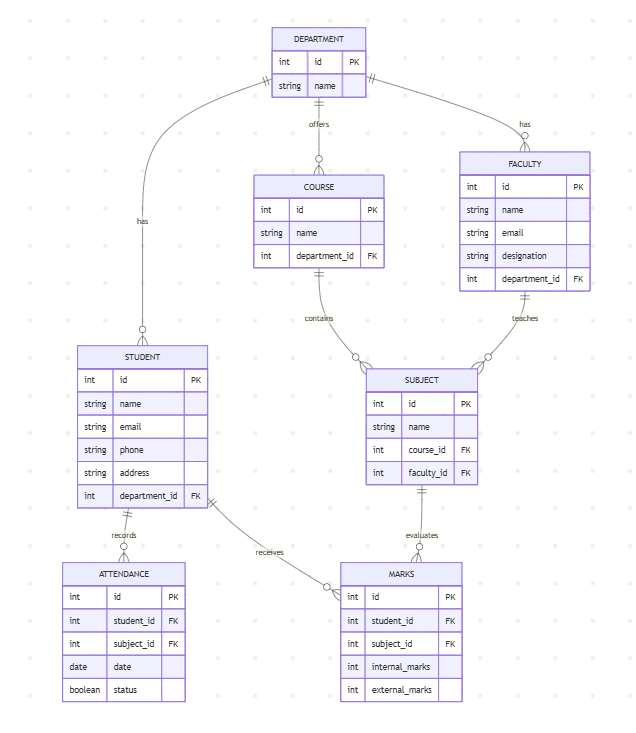 DEPARTMENT
int id PK
string name
offers
has
has
COURSE
int id PK
string name
int department_id FK
FACULTY
int id PK
string name
string email
string designation
int department_id FK
contains
teaches
STUDENT
int id PK
string name
string email
string phone
string address
int department_id FK
SUBJECT
int id PK
string name
int course_id FK
int faculty_id FK
records
receives
evaluates
ATTENDANCE
int id PK
int student_id FK
int subject_id FK
date date
boolean status
MARKS
int id PK
int student_id FK
int subject_id FK
int internal_marks
int external_marks